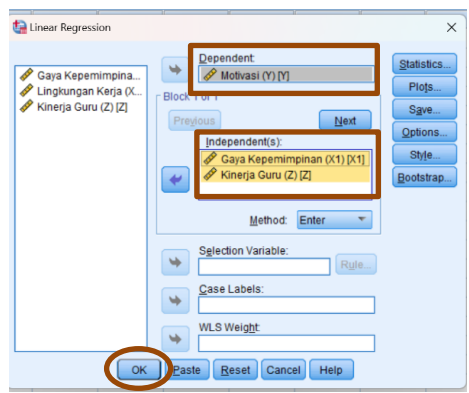 Linear Regression
Gaya Kepemimpina...
Lingkungan Kerja (X...
Kinerja Guru (Z) [Z]
Dependent:
Motivasi (Y) [Y]
Block 1 of 1
Previous
Next
Independent(s):
Gaya Kepemimpinan (X1) [X1]
Kinerja Guru (Z) [Z]
Method: Enter
Selection Variable:
Rule...
Case Labels:
WLS Weight:
Statistics...
Plots...
Save...
Options...
Style...
Bootstrap...
OK Paste Reset Cancel Help